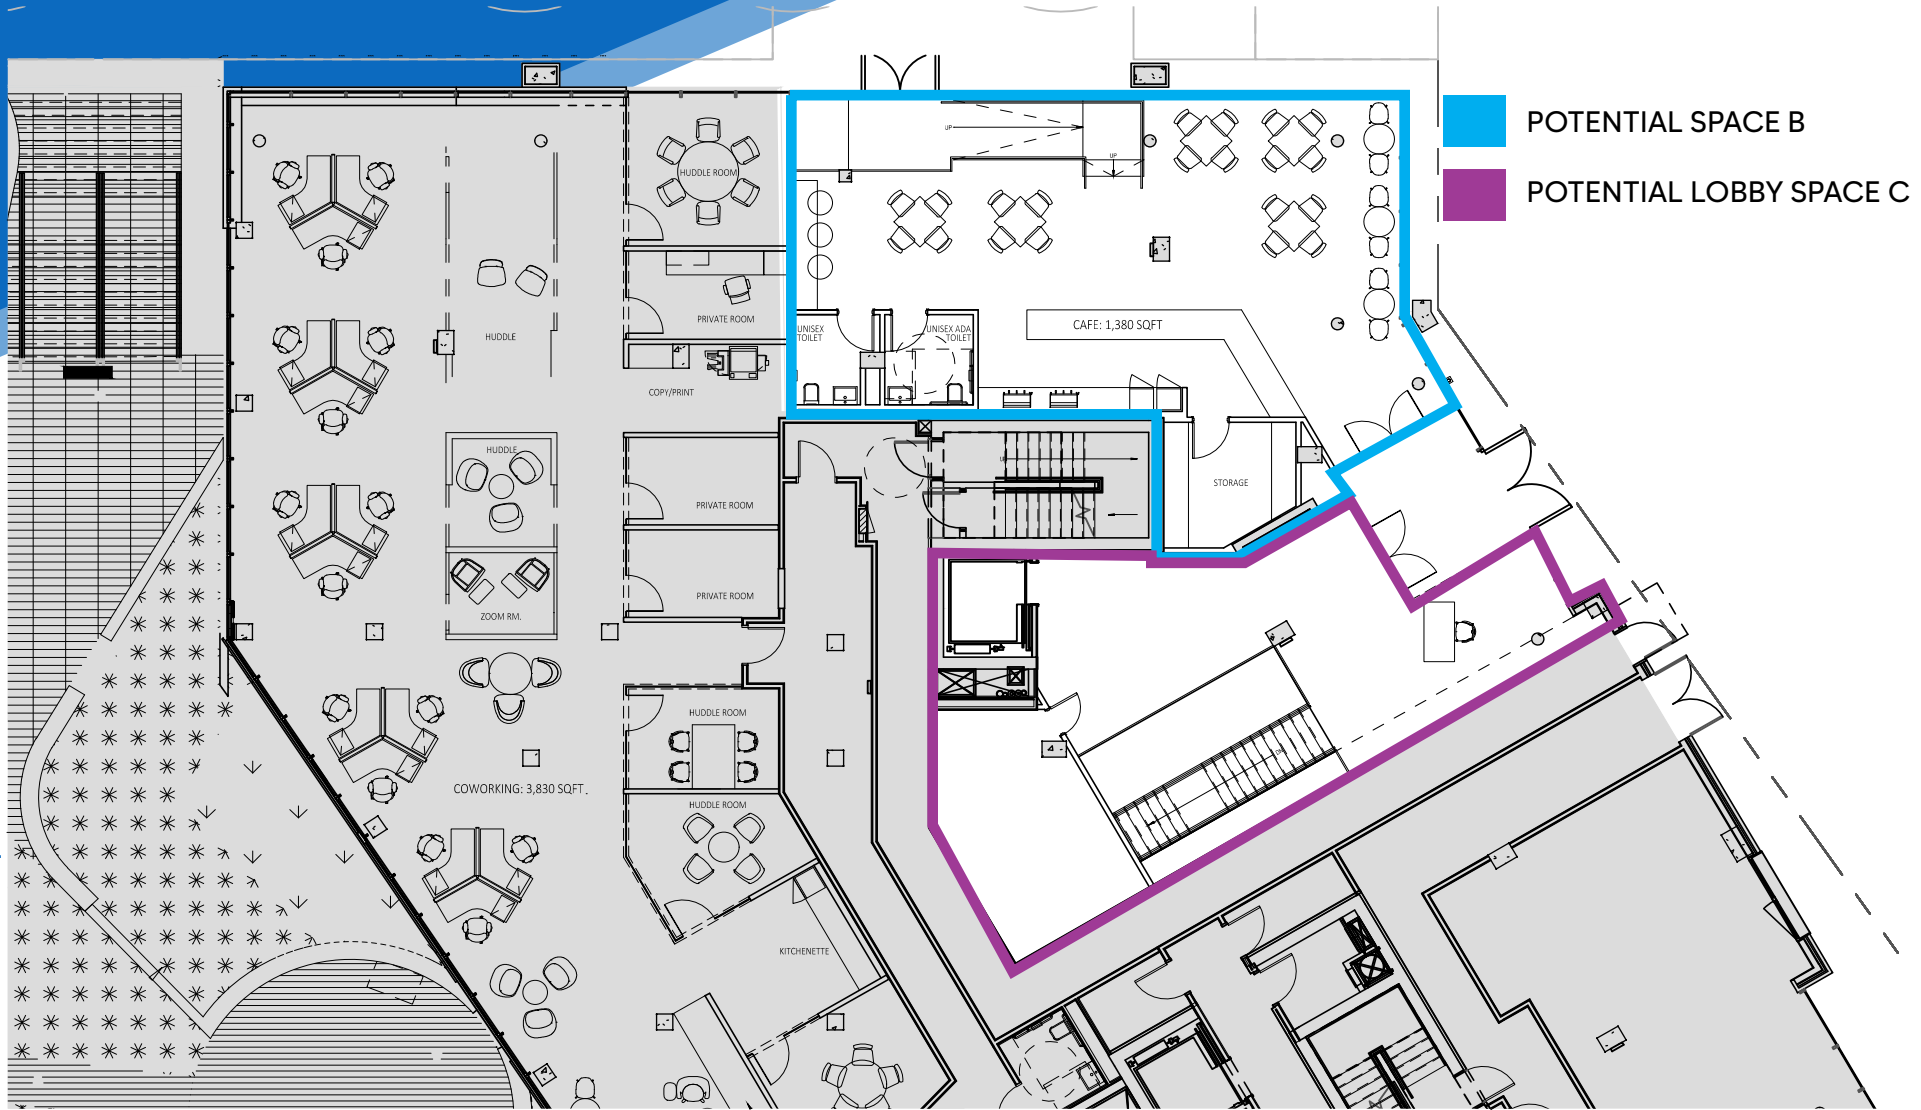 POTENTIAL SPACE B
POTENTIAL LOBBY SPACE C
UP
UP
HUDDLE ROOM
PRIVATE ROOM
UNISEX
TOILET
UNISEX ADA
TOILET
CAFE: 1,380 SQFT
HUDDLE
COPY/PRINT
HUDDLE
STORAGE
PRIVATE ROOM
PRIVATE ROOM
ZOOM RM.
HUDDLE ROOM
COWORKING: 3,830 SQFT.
HUDDLE ROOM
KITCHENETTE